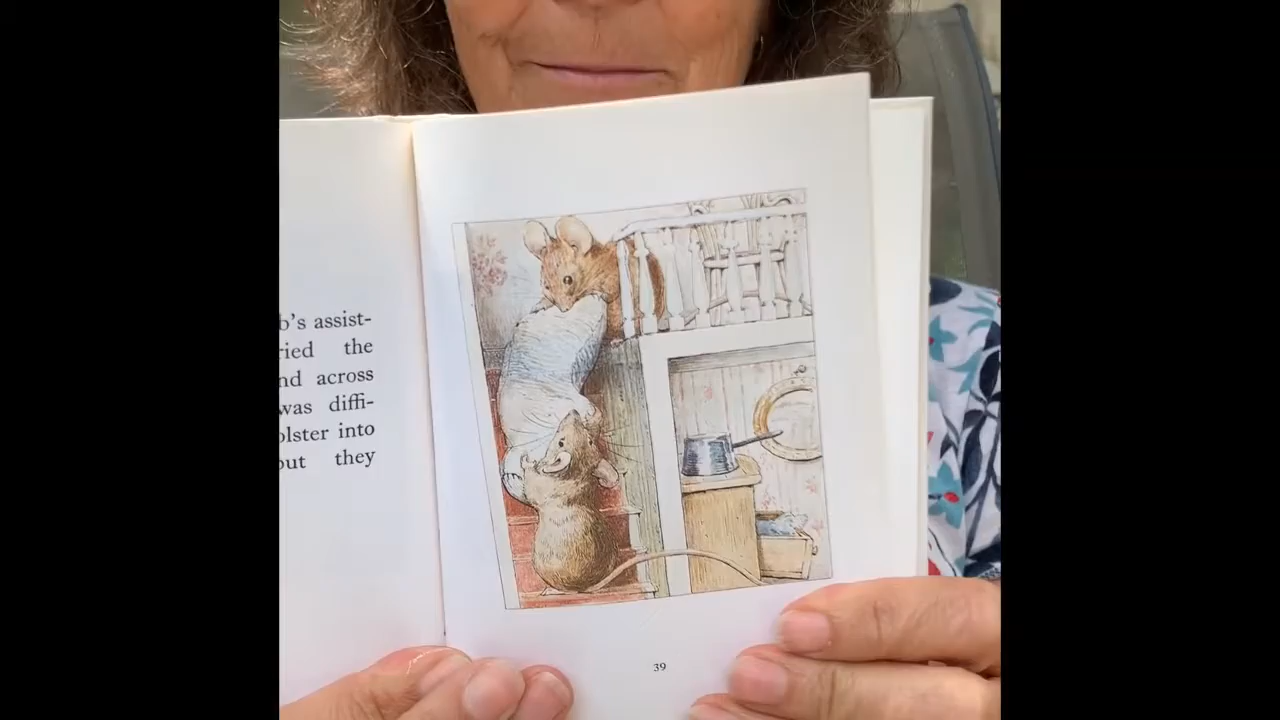 b's assist-
ried the
nd across
was diffi-
olster into
out they
39